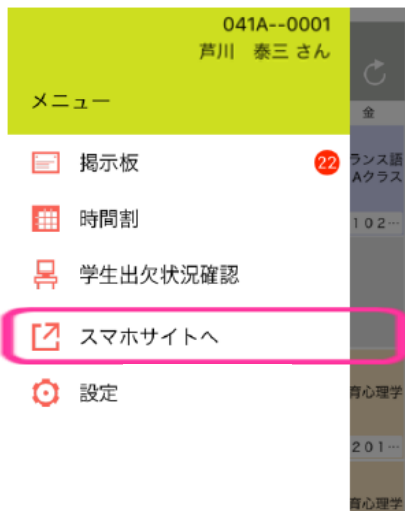 041A--0001
芦川 泰三 さん
メニュー
金
掲示板
22
ランス語
Aクラス
時間割
102…
学生出欠状況確認
スマホサイトへ
設定
育心理学
201…
育心理学